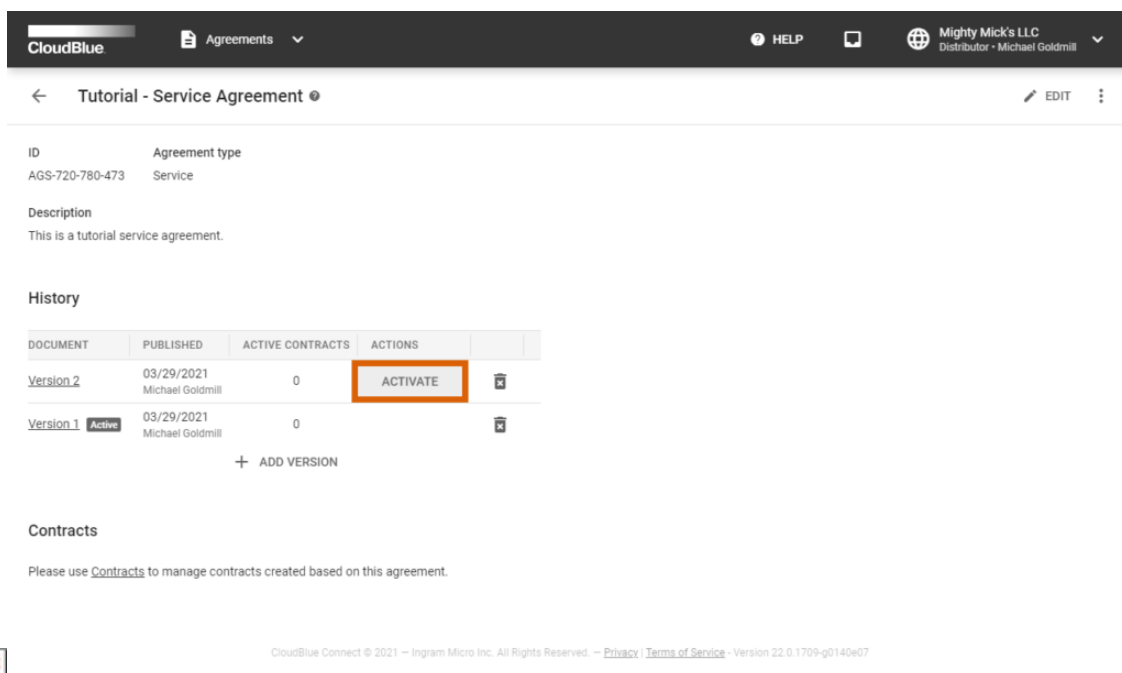 CloudBlue.
Agreements
HELP
Mighty Mick's LLC
Distributor • Michael Goldmill
Tutorial - Service Agreement
EDIT
ID Agreement type
AGS-720-780-473 Service
Description
This is a tutorial service agreement.
History
DOCUMENT PUBLISHED ACTIVE CONTRACTS ACTIONS
Version 2 03/29/2021 0 ACTIVATE
Michael Goldmill
Version 1 Active 03/29/2021 0
Michael Goldmill
+ ADD VERSION
Contracts
Please use Contracts to manage contracts created based on this agreement.
CloudBlue Connect © 2021 — Ingram Micro Inc. All Rights Reserved. — Privacy | Terms of Service - Version 22.0.1709-g0140e07